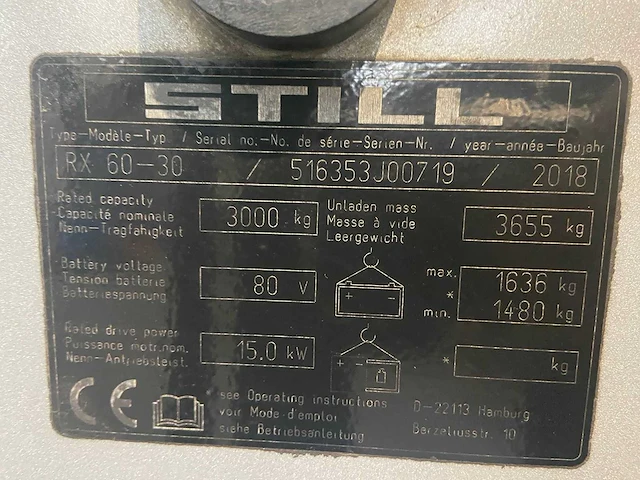 STILL
Type-Modèle-Typ / Serial no.-No. de série-Serien-Nr. / year-année-Baujahr
RX 60-30 / 516353J00719 / 2018
Rated capacity
Capacité nominale
Nenn-Tragfähigkeit
3000 kg
Unladen mass
Masse à vide
Leergewicht
3655 kg
Battery voltage
Tension batterie
Batteriespannung
80 V
max. 1636 kg
*
min. 1480 kg
Rated drive power
Puissance motr.nom.
Nenn-Antriebsleist.
15.0 kW
* kg
CE
see Operating instructions
voir Mode d'emploi
siehe Betriebsanleitung
D-22113 Hamburg
Berzeliusstr. 10